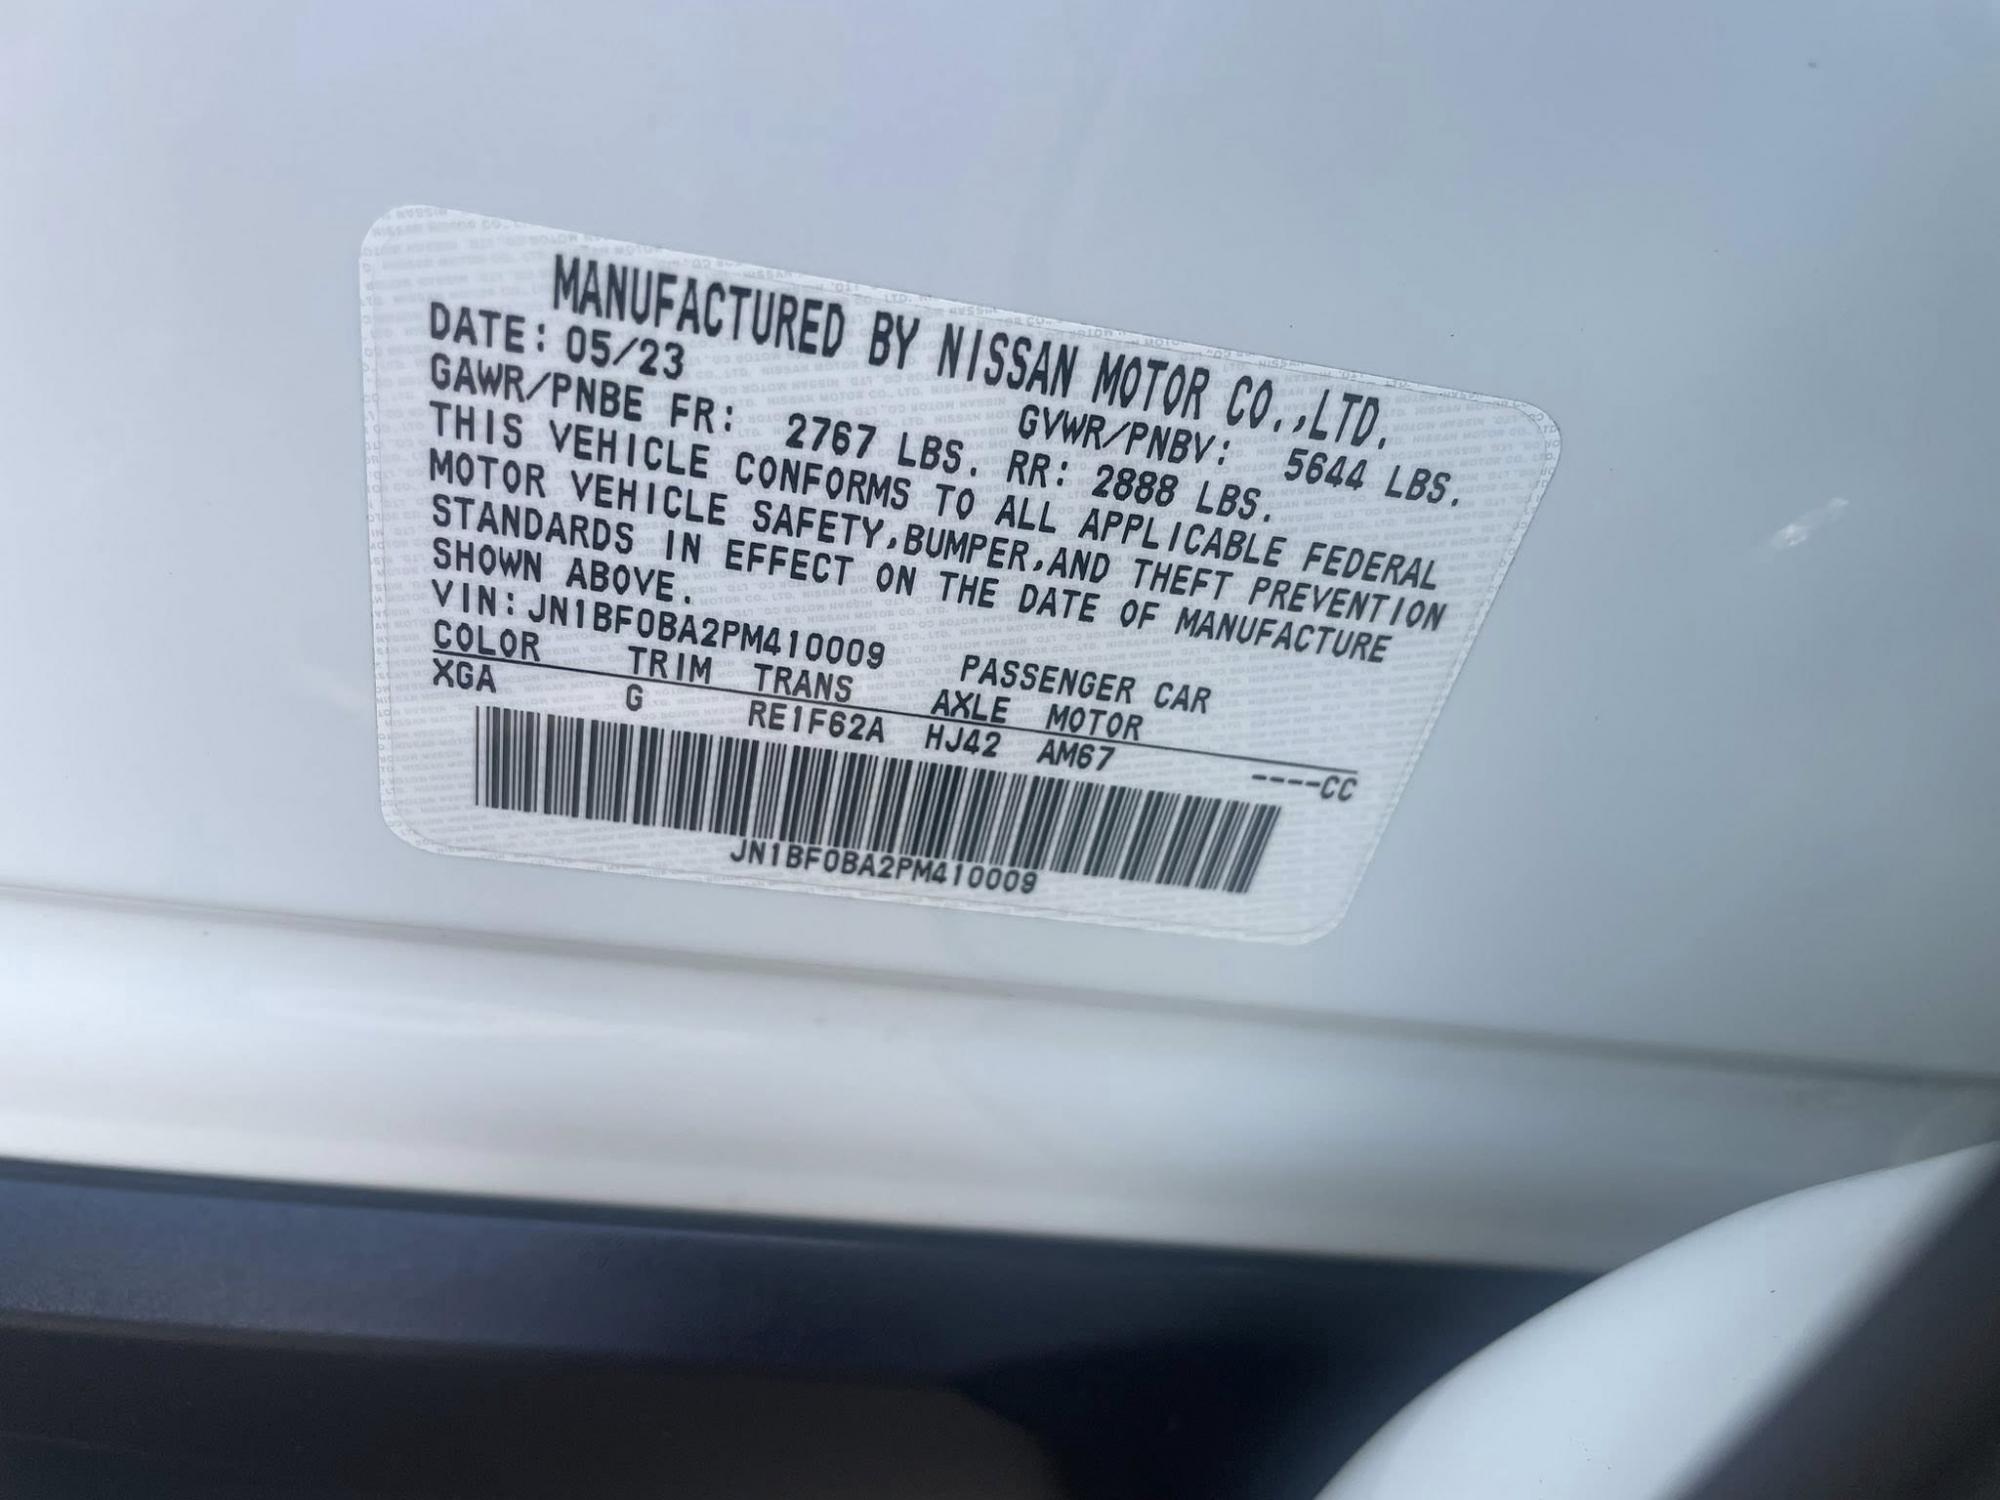 MANUFACTURED BY NISSAN MOTOR CO.,LTD.
DATE: 05/23 GVWR/PNBV: 5644 LBS.
GAWR/PNBE FR: 2767 LBS. RR: 2888 LBS.
THIS VEHICLE CONFORMS TO ALL APPLICABLE FEDERAL
MOTOR VEHICLE SAFETY,BUMPER,AND THEFT PREVENTION
STANDARDS IN EFFECT ON THE DATE OF MANUFACTURE
SHOWN ABOVE.
VIN:JN1BF0BA2PM410009 PASSENGER CAR
COLOR TRIM TRANS AXLE MOTOR
XGA G RE1F62A HJ42 AM67 ----CC
JN1BF0BA2PM410009